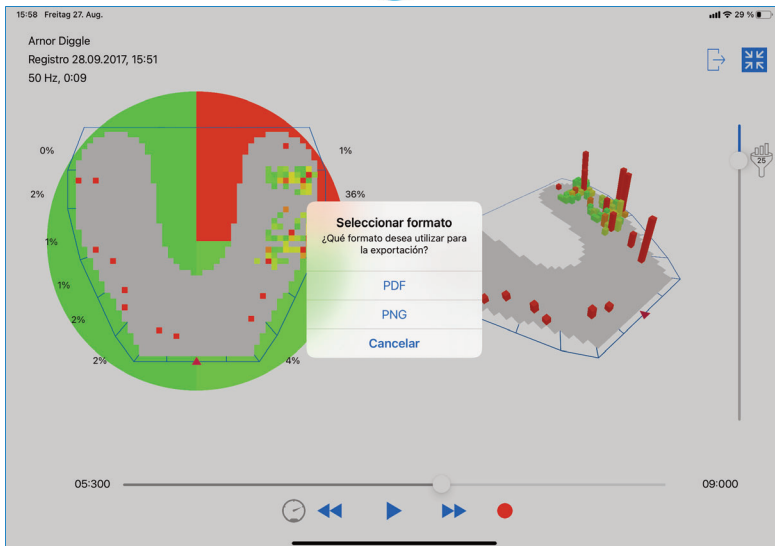 15:58 Freitag 27. Aug.
29 %
Arnor Diggle
Registro 28.09.2017, 15:51
50 Hz, 0:09
0%
1%
25
2%
36%
Seleccionar formato
¿Qué formato desea utilizar para
la exportación?
1%
1%
PDF
2%
PNG
2%
4%
Cancelar
05:300
09:000